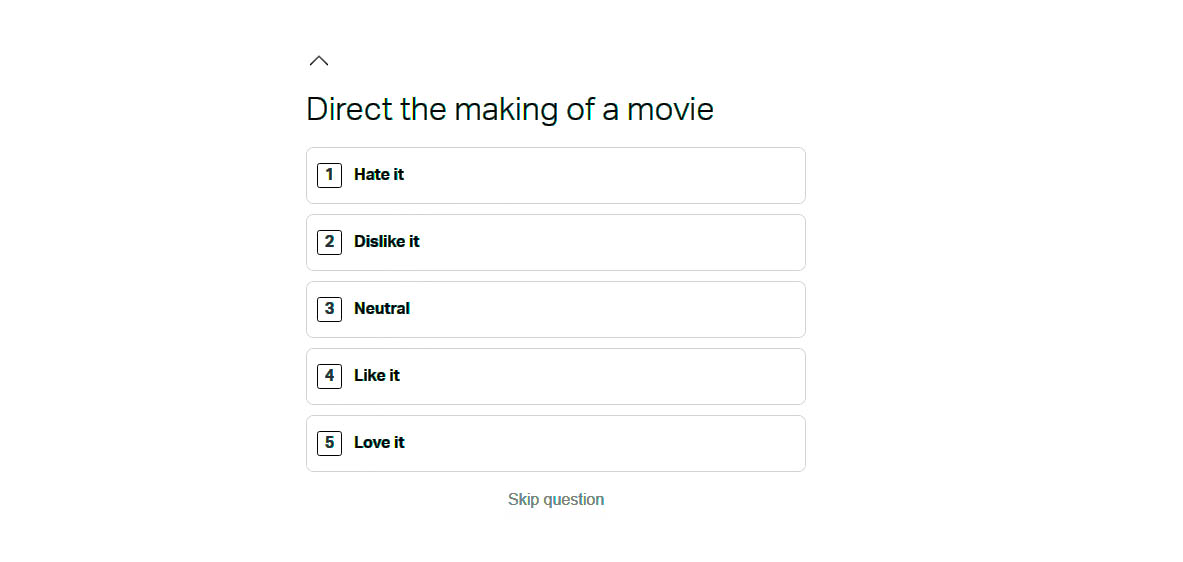 Direct the making of a movie
1 Hate it
2 Dislike it
3 Neutral
4 Like it
5 Love it
Skip question